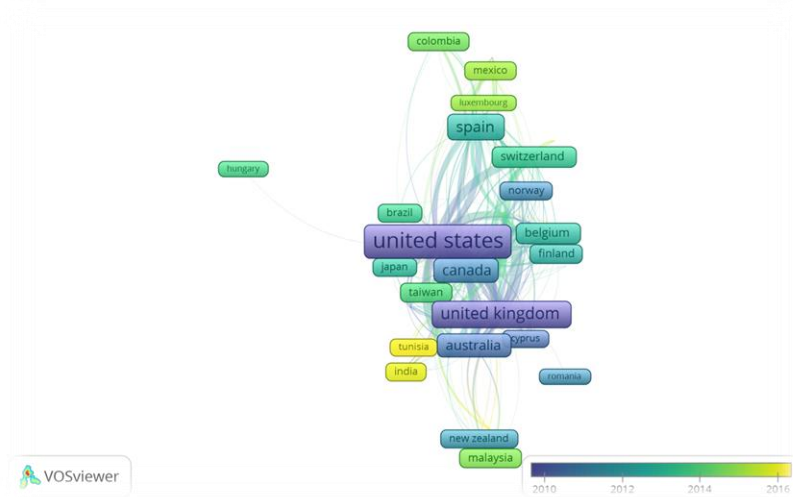 colombia
mexico
luxembourg
spain
switzerland
hungary
norway
brazil
united states
belgium
finland
japan
canada
taiwan
united kingdom
cyprus
australia
tunisia
india
romania
new zealand
malaysia
VOSviewer
2010 2012 2014 2016